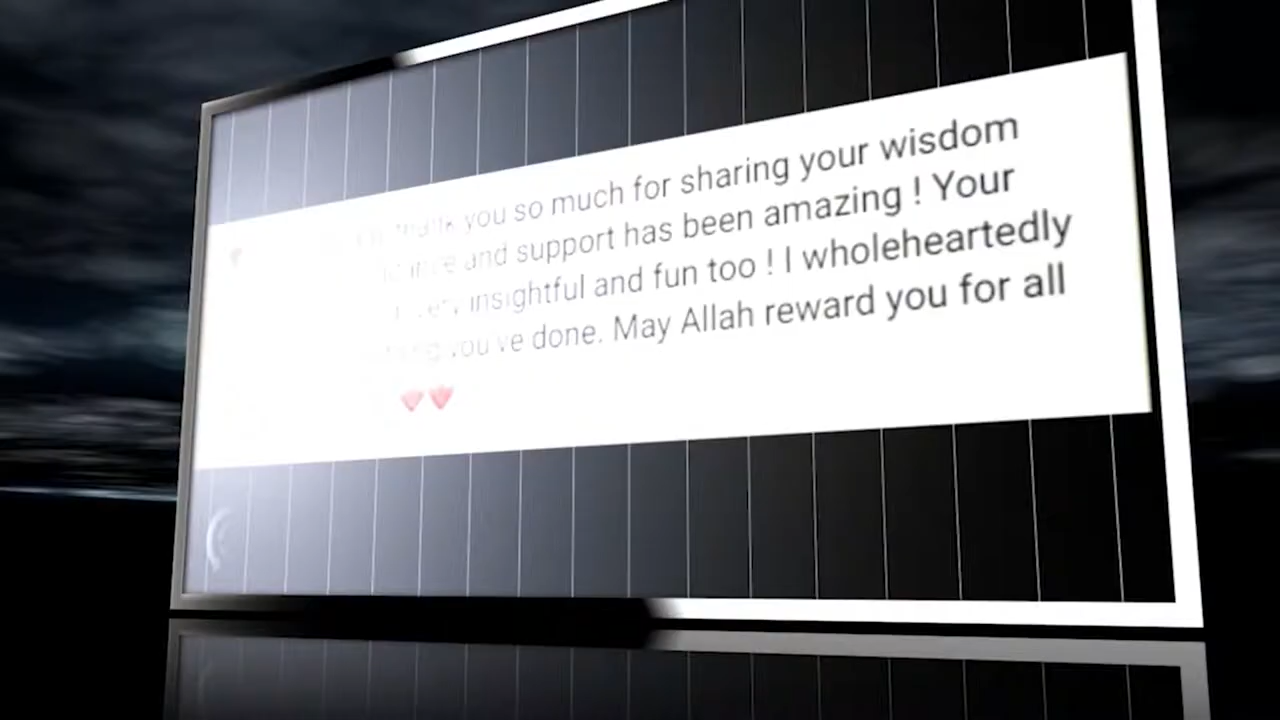 you so much for sharing your wisdom
and support has been amazing ! Your
insightful and fun too ! I wholeheartedly
you've done. May Allah reward you for all
❤️❤️